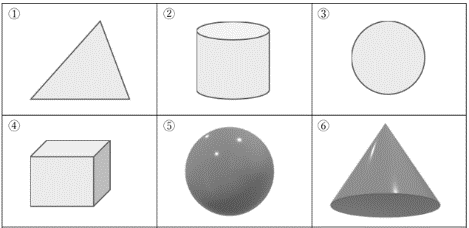 ① ② ③
④ ⑤ ⑥